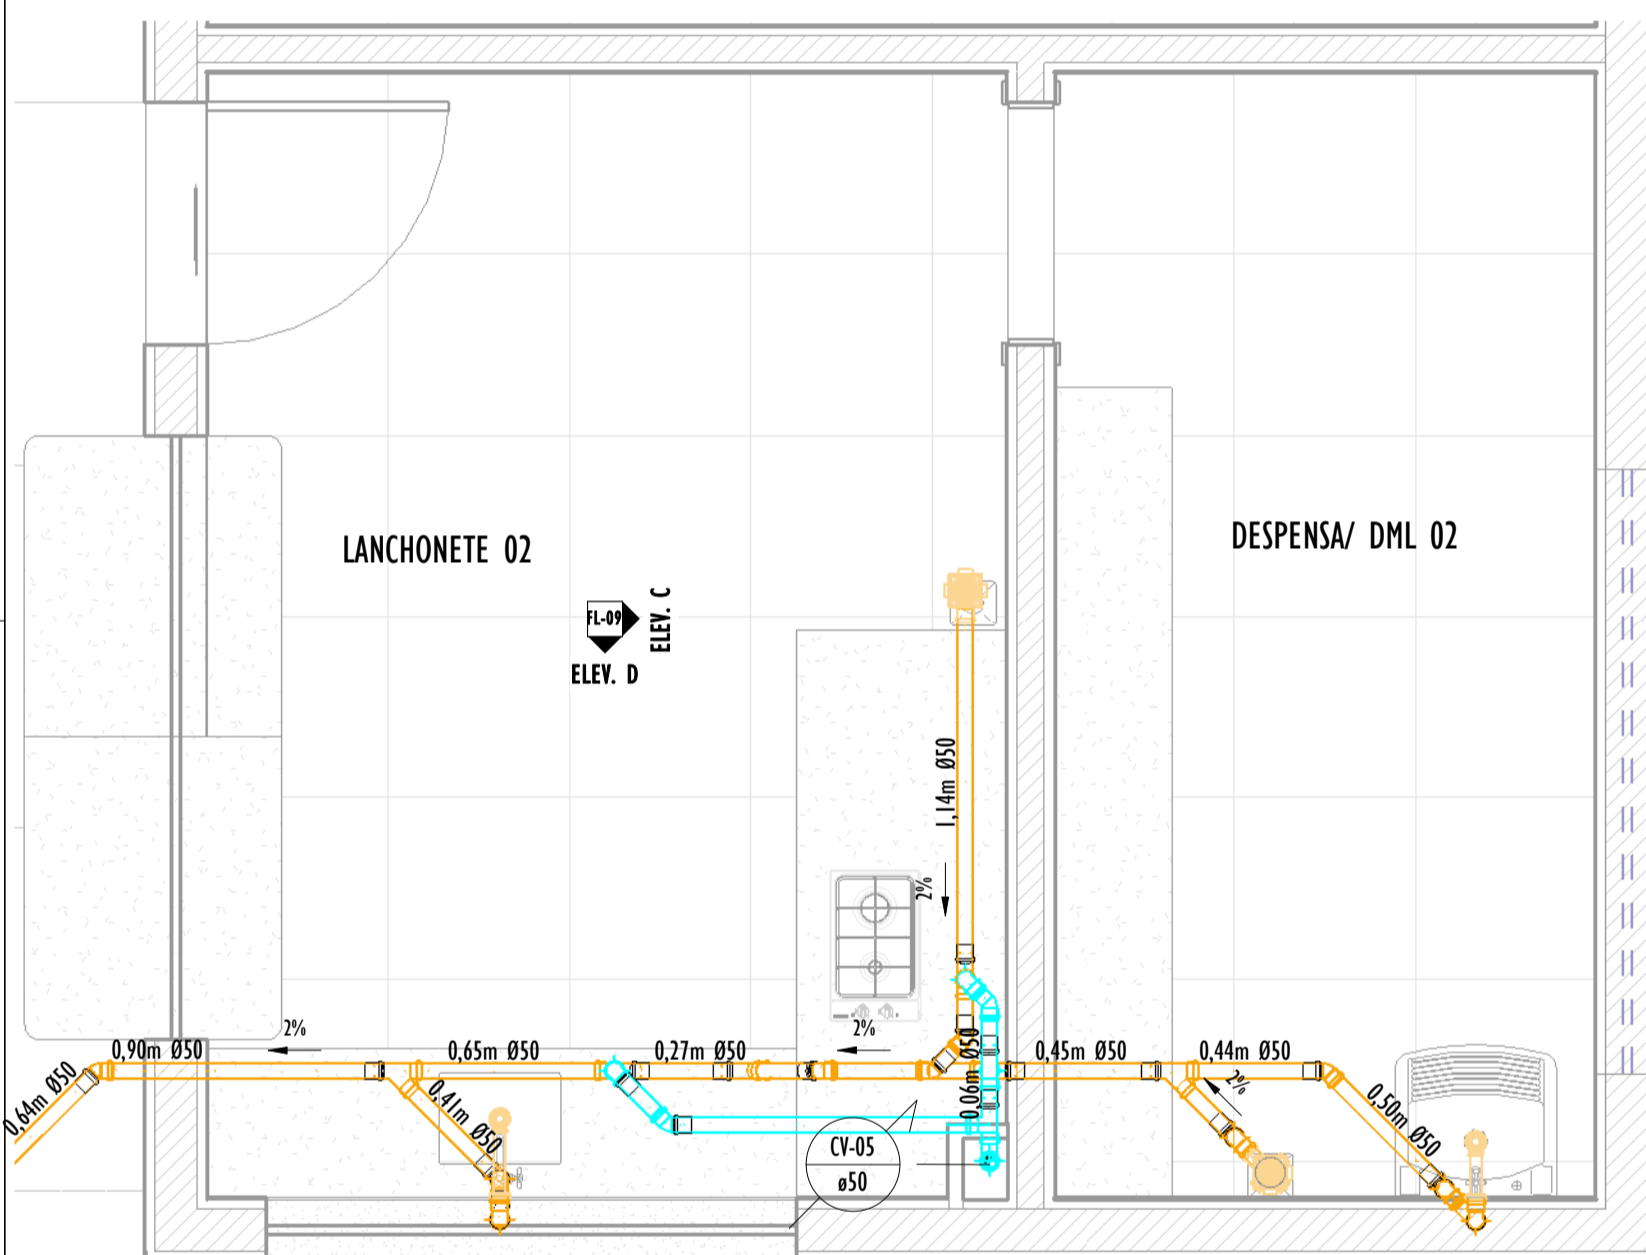 LANCHONETE 02
DESPENSA/ DML 02
FL-09
ELEV. C
ELEV. D
1,14m Ø50
2%
2%
2%
0,90m Ø50
0,65m Ø50
0,27m Ø50
0,45m Ø50
0,44m Ø50
0,64m Ø50
0,41m Ø50
0,06m Ø50
2%
0,50m Ø50
CV-05
ø50